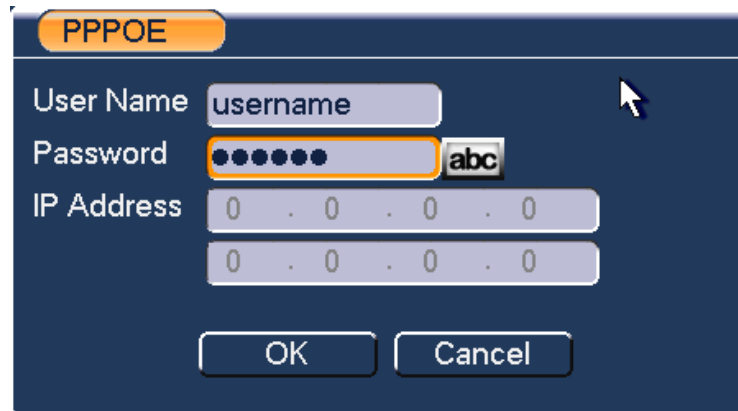 PPPOE
User Name username
Password ●●●●●● abc
IP Address 0 . 0 . 0 . 0
0 . 0 . 0 . 0
OK Cancel